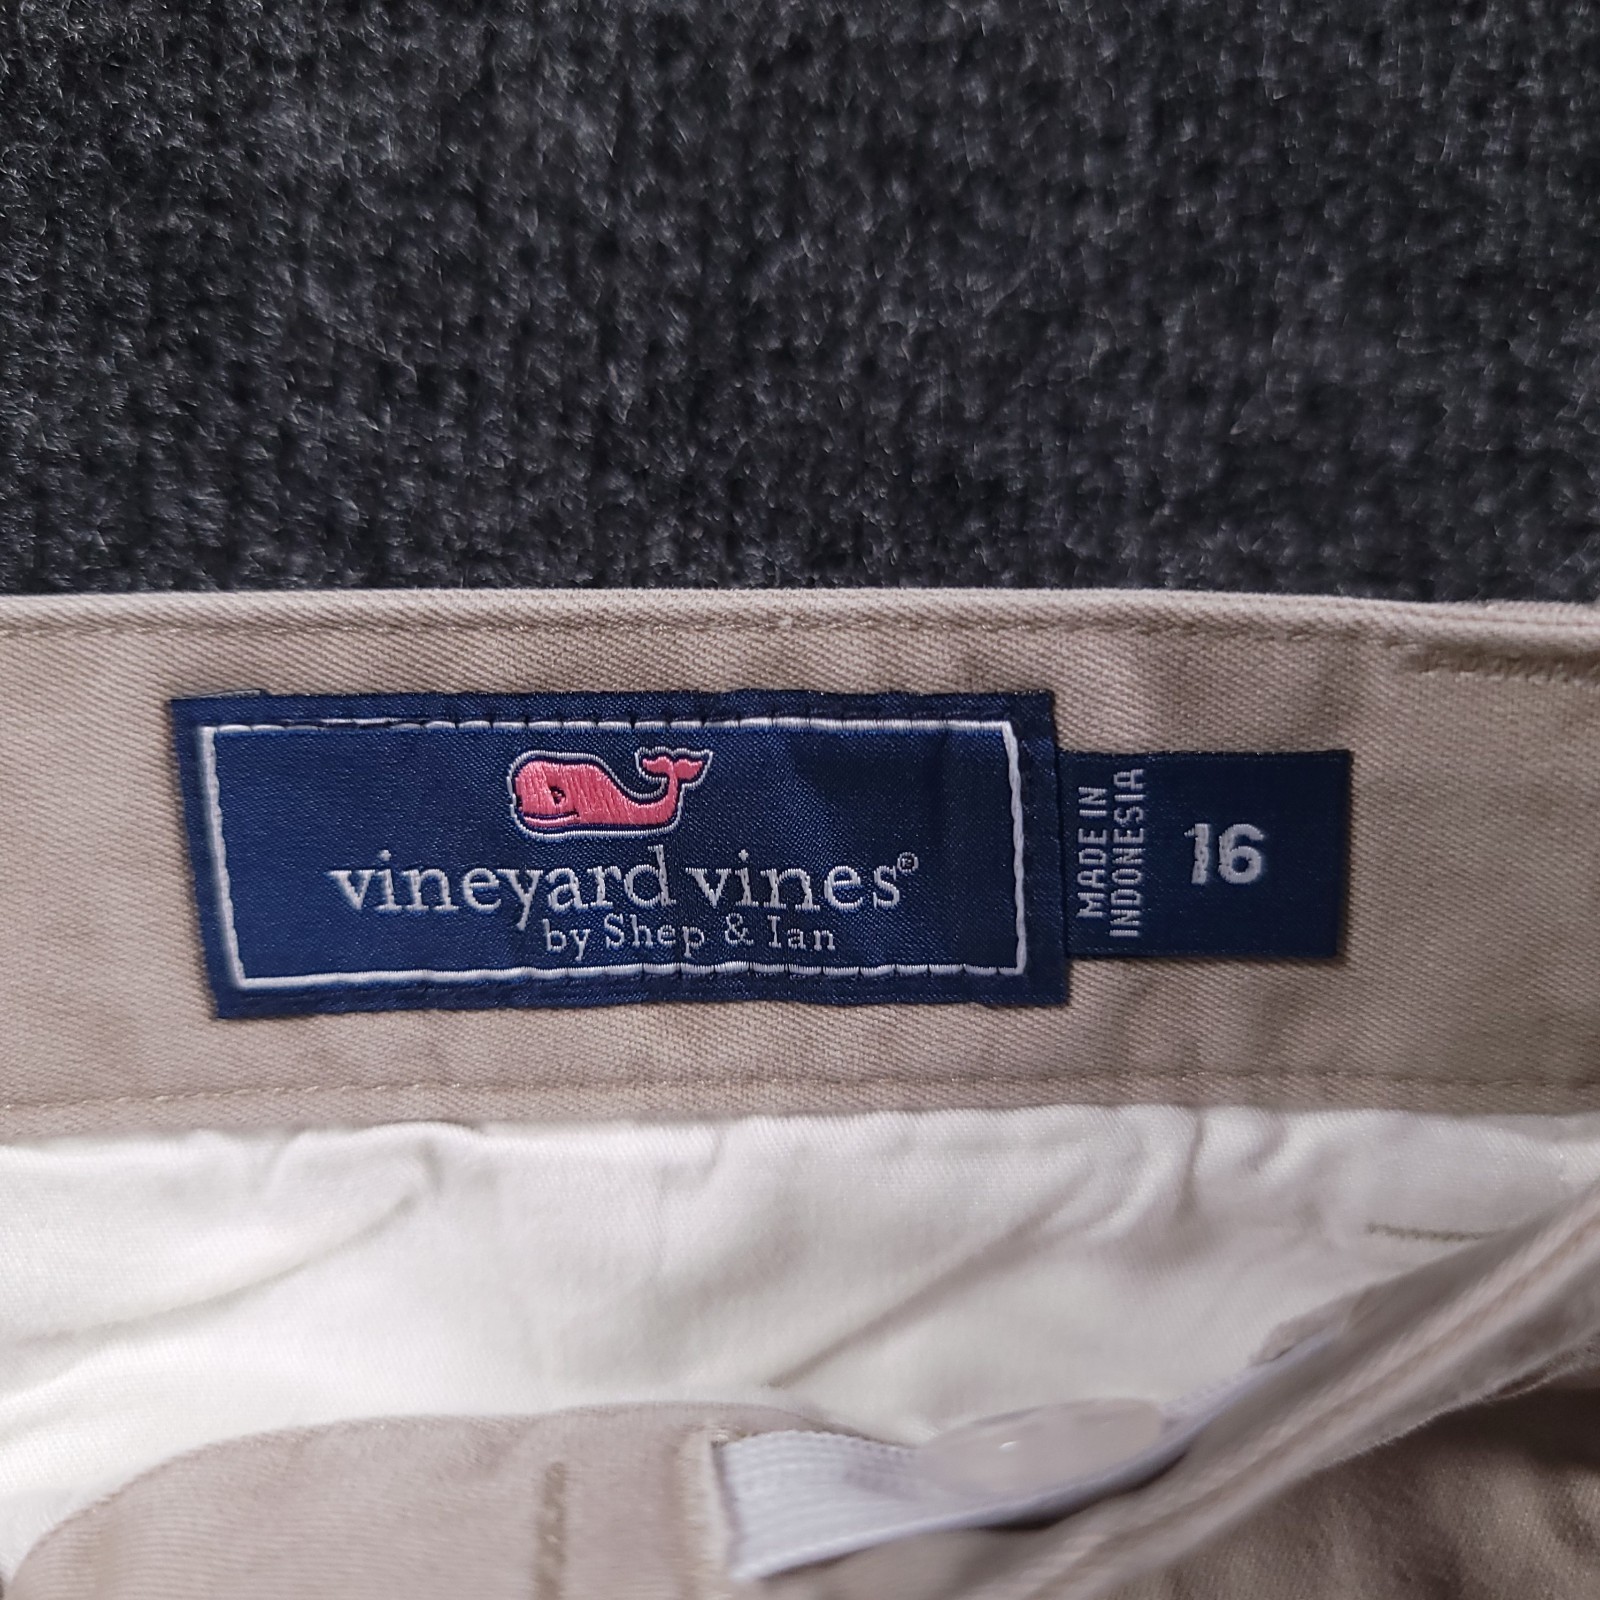 vineyard vines®
by Shep & Ian
MADE IN
INDONESIA
16